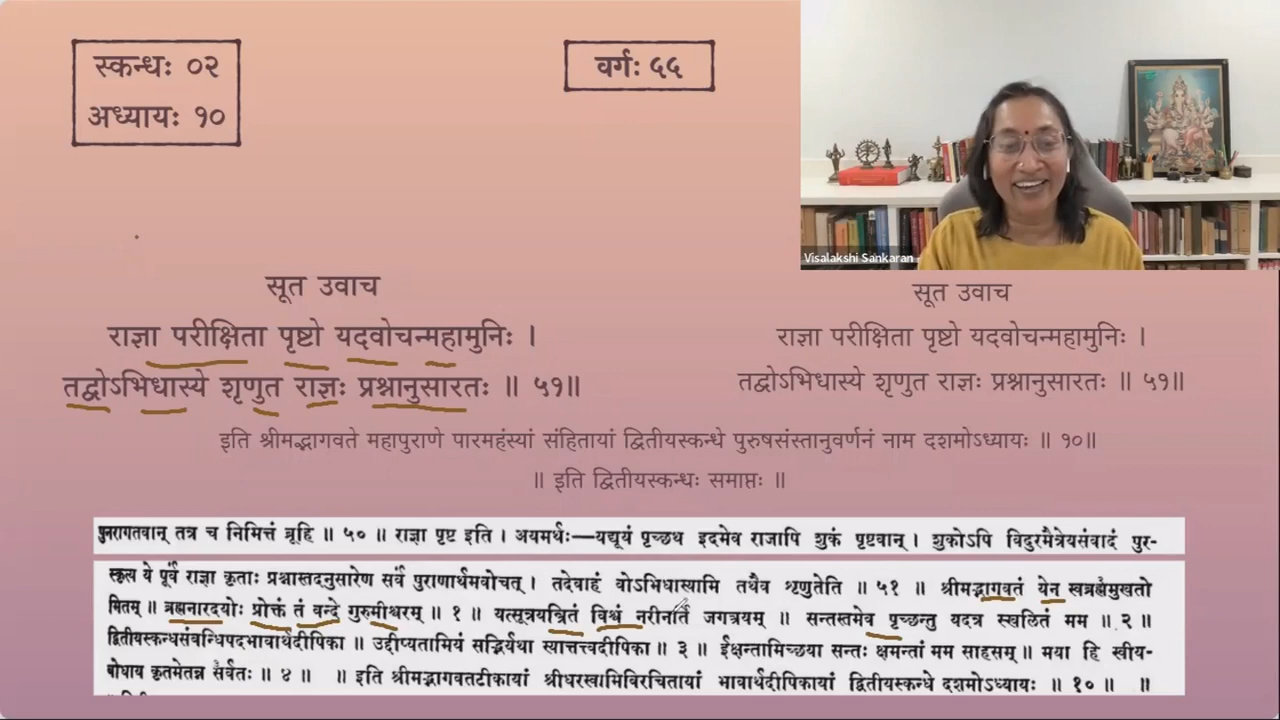 स्कन्धः ०२
अध्यायः १०
वर्गः ५५
Visalakshi Sankaran
सूत उवाच
राज्ञा परीक्षिता पृष्टो यदवोचन्महामुनिः ।
तद्वोऽभिधास्ये शृणुत राज्ञः प्रश्नानुसारतः ॥ ५१॥
सूत उवाच
राज्ञा परीक्षिता पृष्टो यदवोचन्महामुनिः ।
तद्वोऽभिधास्ये शृणुत राज्ञः प्रश्नानुसारतः ॥ ५१॥
इति श्रीमद्भागवते महापुराणे पारमहंस्यां संहितायां द्वितीयस्कन्धे पुरुषसंस्तानुवर्णनं नाम दशमोऽध्यायः ॥ १०॥
॥ इति द्वितीयस्कन्धः समाप्तः ॥
पुनरागतवान् तत्र च निमित्तं ब्रूहि ॥ ५० ॥ राज्ञा पृष्ट इति । अयमर्थः—यद्यूयं पृच्छथ इदमेव राजापि शुकं पृष्टवान् । शुकोऽपि विदुरमैत्रेयसंवादं पुर-
स्कृत्य ये पूर्वं राज्ञा कृताः प्रश्नास्तदनुसारेण सर्वं पुराणार्थमवोचत् । तदेवाहं वोऽभिधास्यामि तथैव शृणुतेति ॥ ५१ ॥ श्रीमद्भागवतं येन स्वब्रह्ममुखतो
मितम् ॥ ब्रह्मनारदयोः प्रोक्तं तं वन्दे गुरुमीश्वरम् ॥ १ ॥ यत्सूत्रयन्त्रितं विश्वं नरीनर्ति जगत्त्रयम् ॥ सन्तस्तमेव पृच्छन्तु यदत्र स्खलितं मम ॥ २ ॥
द्वितीयस्कन्धसंबन्धिपदभावार्थदीपिका ॥ उद्दीप्यतामियं सद्भिर्यथा स्यात्तत्त्वदीपिका ॥ ३ ॥ ईक्षन्तामिच्छया सन्तः क्षमन्तां मम साहसम् ॥ मया हि स्वीय-
बोधाय कृतमेतन्न सर्वतः ॥ ४ ॥ ॥ इति श्रीमद्भागवतटीकायां श्रीधरस्वामिविरचितायां भावार्थदीपिकायां द्वितीयस्कन्धे दशमोऽध्यायः ॥ १० ॥ ॥